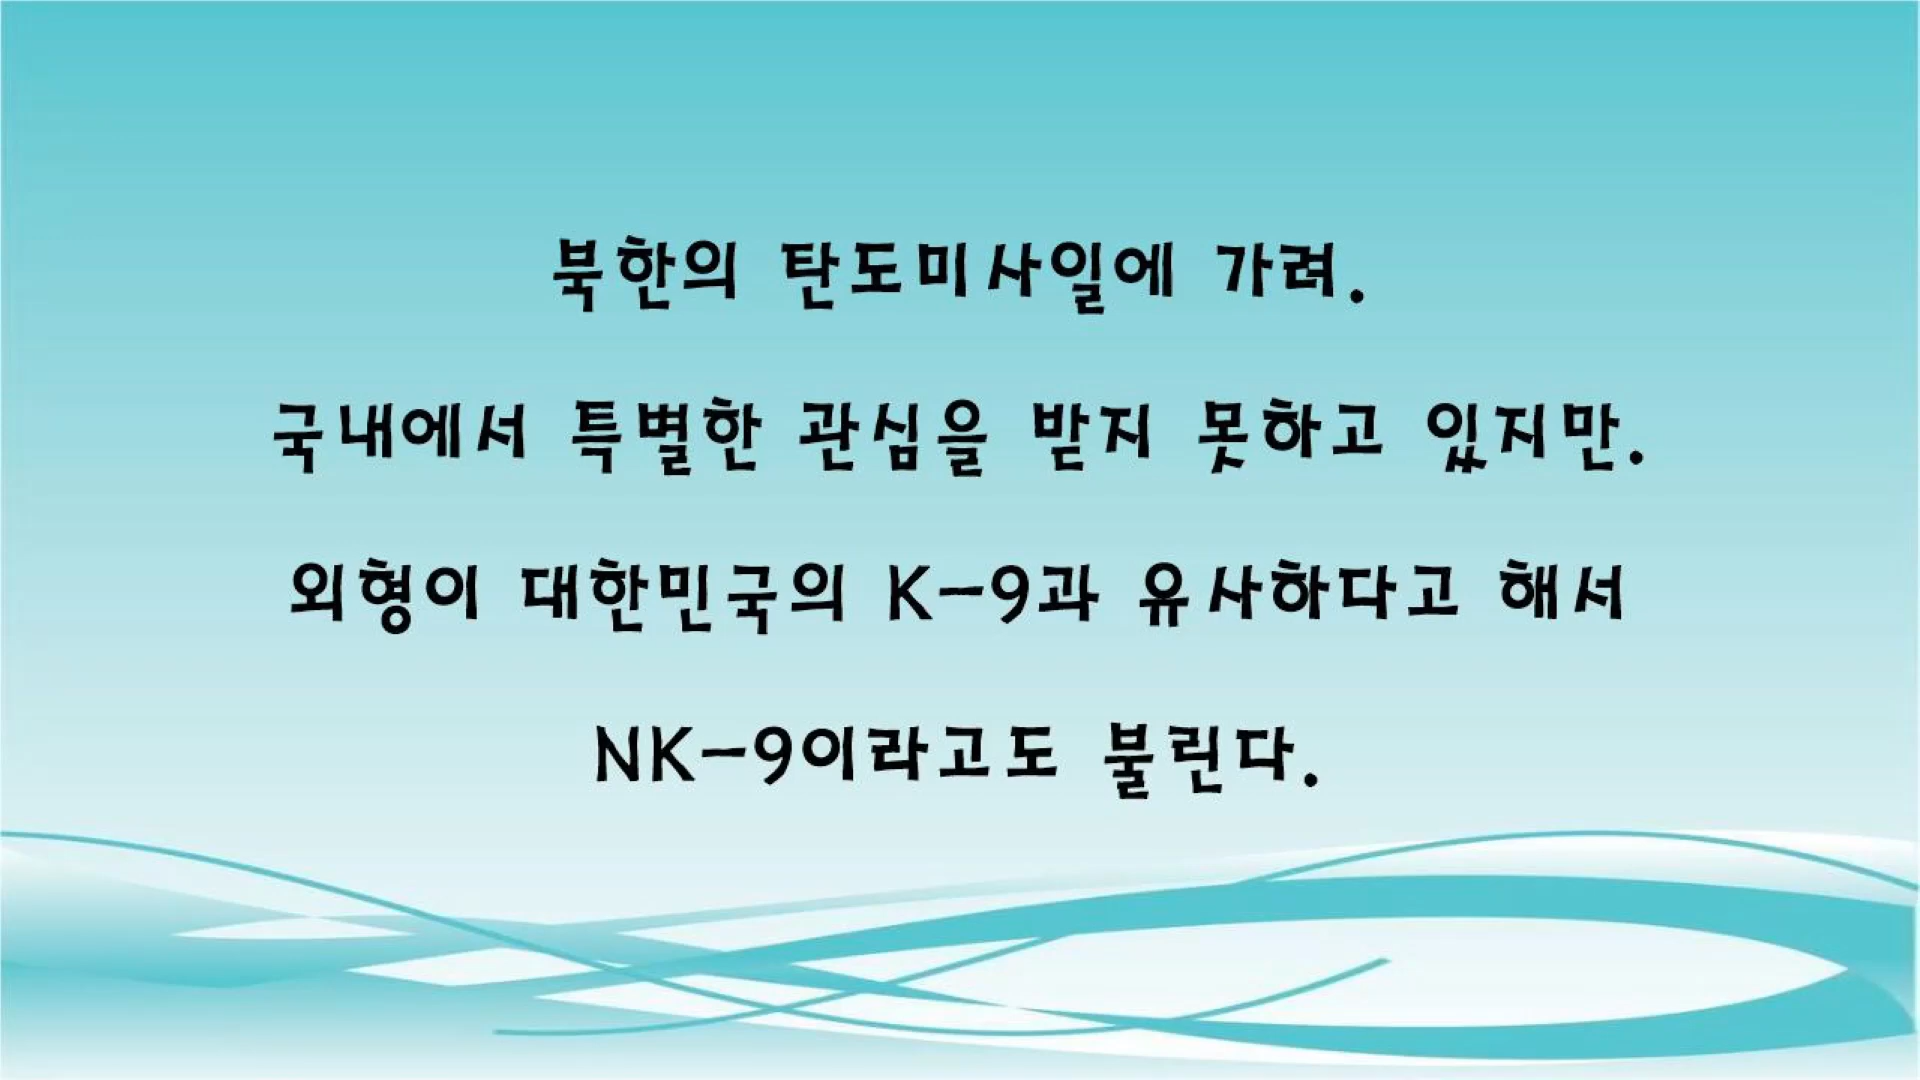 북한의 탄도미사일에 가려.
국내에서 특별한 관심을 받지 못하고 있지만.
외형이 대한민국의 K-9과 유사하다고 해서
NK-9이라고도 불린다.